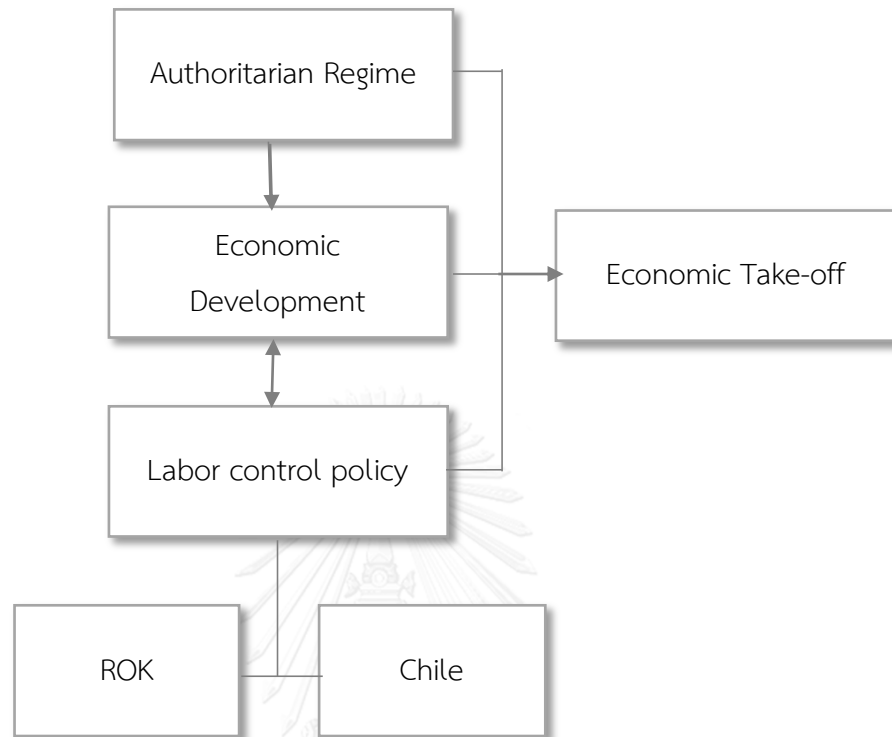 Authoritarian Regime
Economic
Development
Economic Take-off
Labor control policy
ROK
Chile